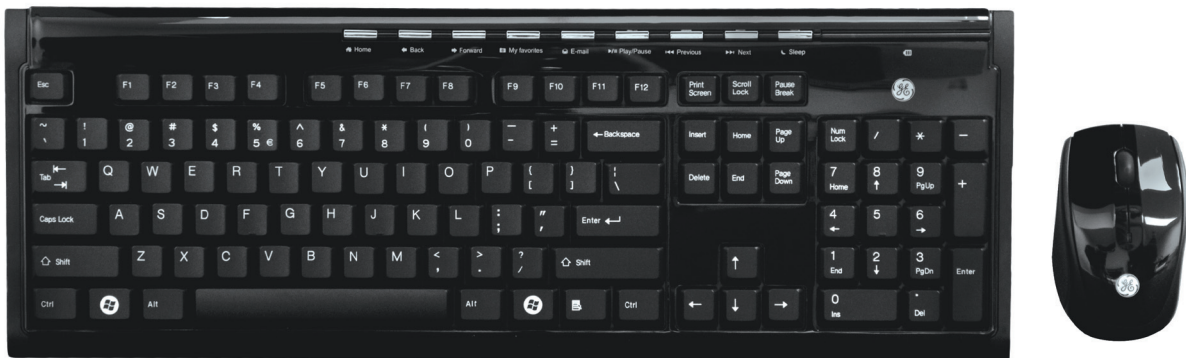 Home Back Forward My favorites E-mail Play/Pause Previous Next Sleep
Esc F1 F2 F3 F4 F5 F6 F7 F8 F9 F10 F11 F12 Print Screen Scroll Lock Pause Break
GE
~ ! @ # $ % ^ & * ( ) — +
` 1 2 3 4 5 € 6 7 8 9 0 - = ← Backspace Insert Home Page Up Num Lock / * −
Tab Q W E R T Y U I O P { } ¦ Delete End Page Down 7 8 9 +
[ ] \ Home ↑ PgUp
Caps Lock A S D F G H J K L : " Enter 4 5 6
; ' ← →
Shift Z X C V B N M < > ? Shift ↑ 1 2 3 Enter
, . / End ↓ PgDn
Ctrl Alt Alt Ctrl ← ↓ → 0 .
Ins Del
GE